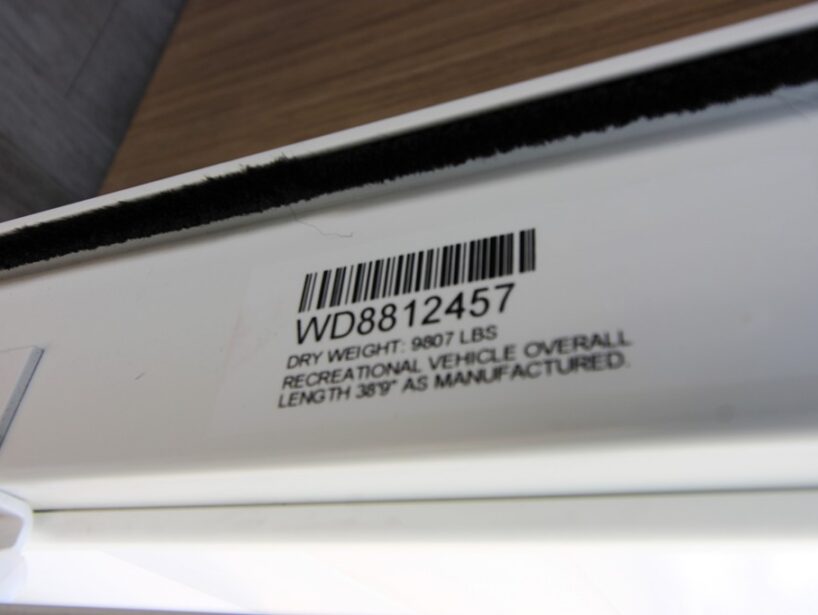 WD8812457
DRY WEIGHT: 9807 LBS
RECREATIONAL VEHICLE OVERALL
LENGTH 38'9" AS MANUFACTURED.